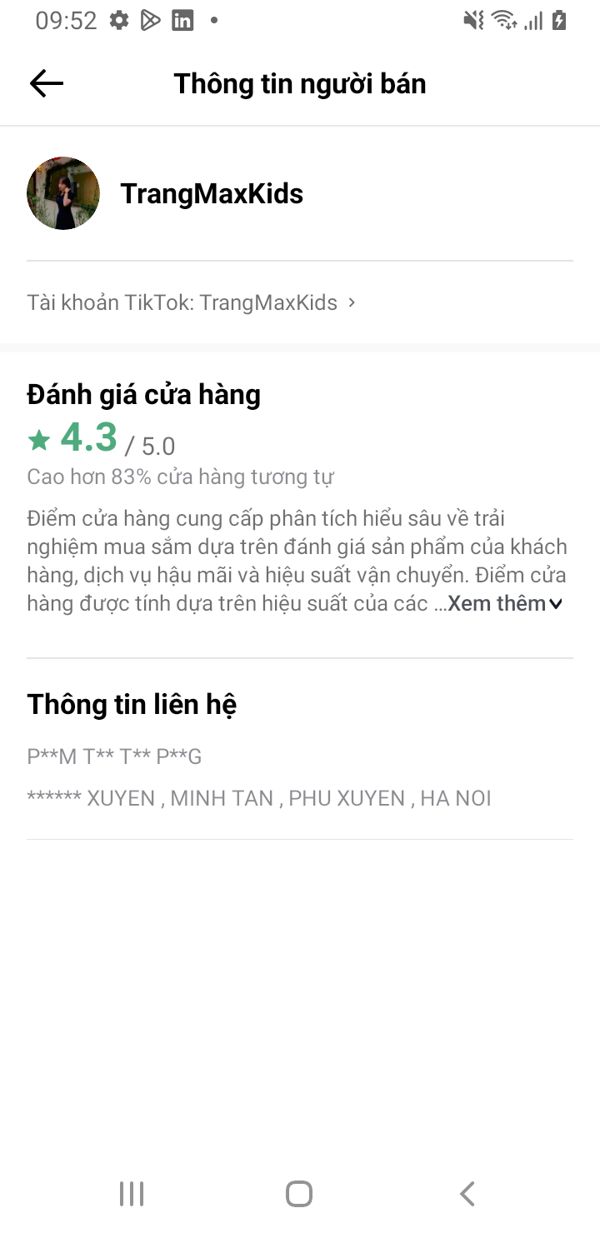 09:52
Thông tin người bán
TrangMaxKids
Tài khoản TikTok: TrangMaxKids
Đánh giá cửa hàng
4.3 / 5.0
Cao hơn 83% cửa hàng tương tự
Điểm cửa hàng cung cấp phân tích hiểu sâu về trải
nghiệm mua sắm dựa trên đánh giá sản phẩm của khách
hàng, dịch vụ hậu mãi và hiệu suất vận chuyển. Điểm cửa
hàng được tính dựa trên hiệu suất của các ...Xem thêm
Thông tin liên hệ
P**M T** T** P**G
****** XUYEN , MINH TAN , PHU XUYEN , HA NOI